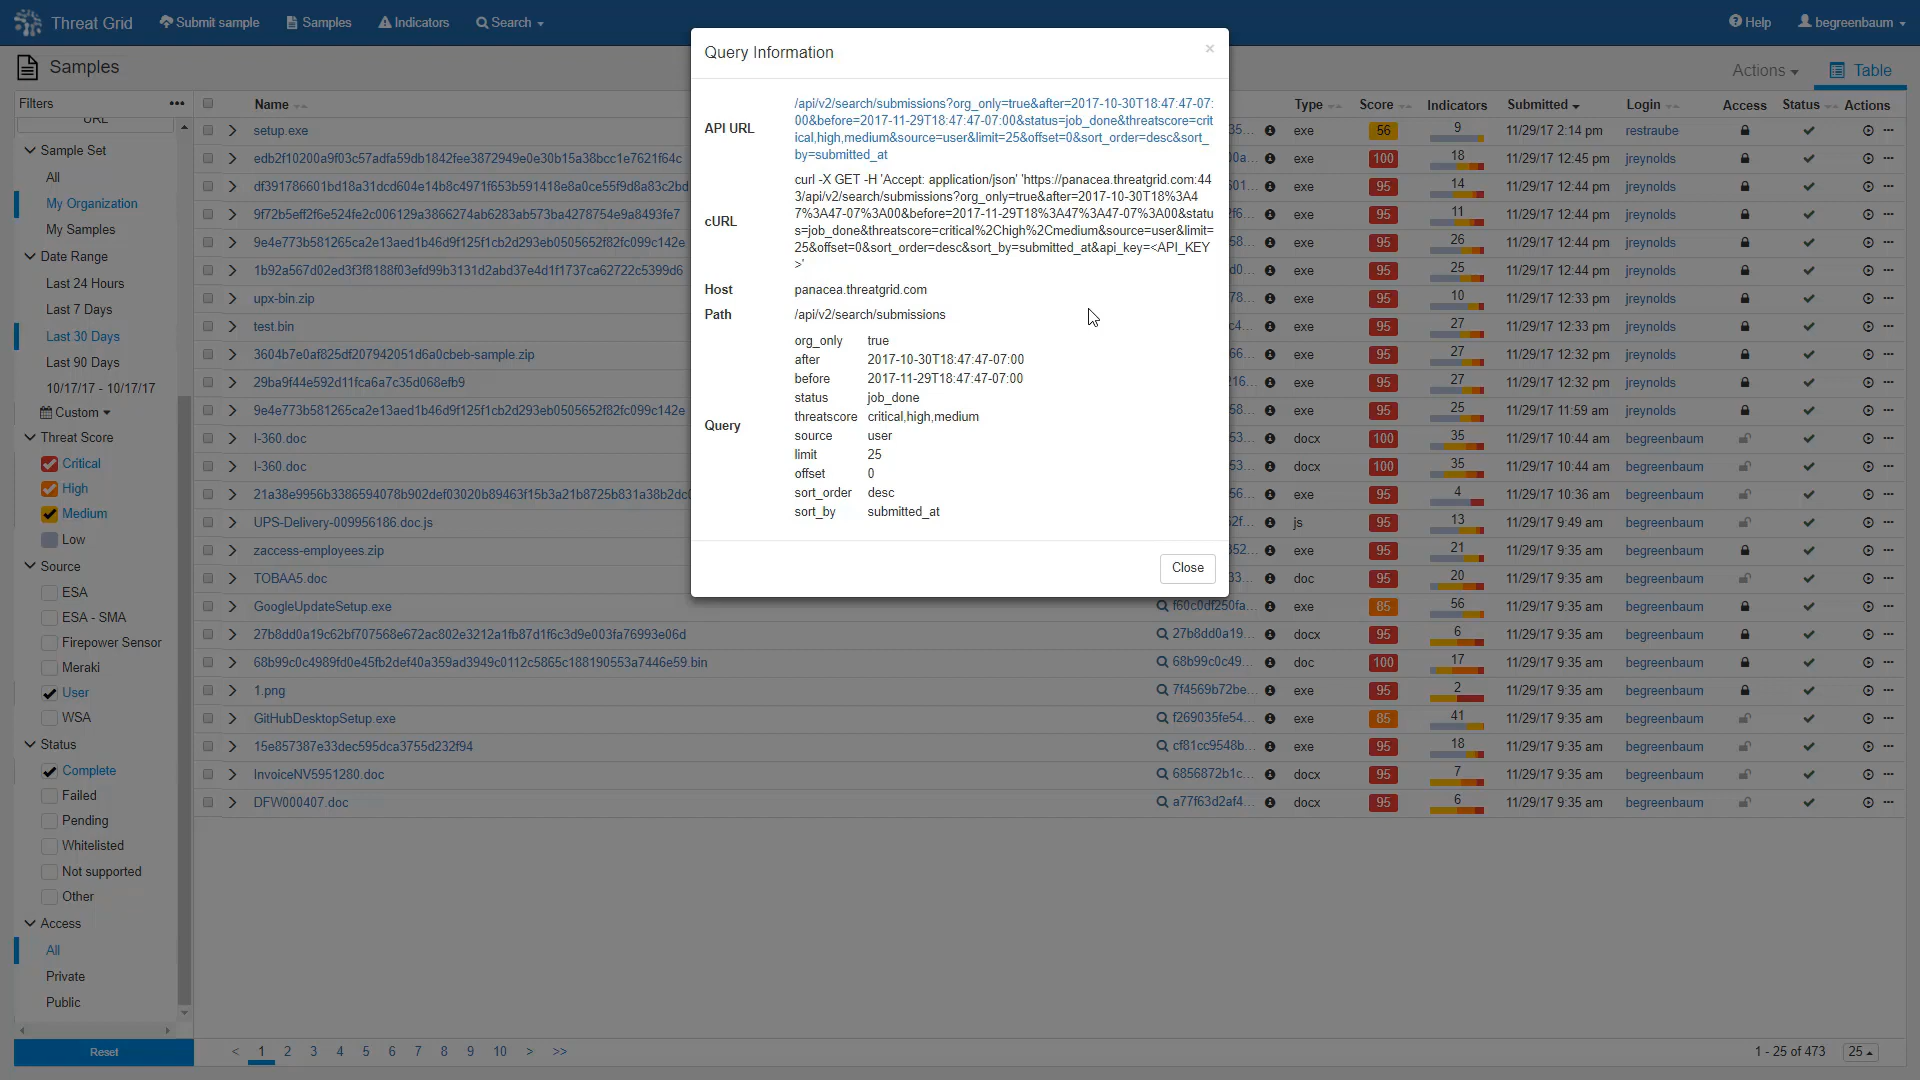 Threat Grid
Submit sample
Samples
Indicators
Search
Help
begreenbaum
Samples
Actions
Table
Query Information
×
API URL
/api/v2/search/submissions?org_only=true&after=2017-10-30T18:47:47-07:
00&before=2017-11-29T18:47:47-07:00&status=job_done&threatscore=crit
ical,high,medium&source=user&limit=25&offset=0&sort_order=desc&sort_
by=submitted_at
cURL
curl -X GET -H 'Accept: application/json' 'https://panacea.threatgrid.com:44
3/api/v2/search/submissions?org_only=true&after=2017-10-30T18%3A4
7%3A47-07%3A00&before=2017-11-29T18%3A47%3A47-07%3A00&statu
s=job_done&threatscore=critical%2Chigh%2Cmedium&source=user&limit=
25&offset=0&sort_order=desc&sort_by=submitted_at&api_key=<API_KEY
>'
Host panacea.threatgrid.com
Path /api/v2/search/submissions
Query
org_only true
after 2017-10-30T18:47:47-07:00
before 2017-11-29T18:47:47-07:00
status job_done
threatscore critical,high,medium
source user
limit 25
offset 0
sort_order desc
sort_by submitted_at
Close
Filters
URL
Sample Set
All
My Organization
My Samples
Date Range
Last 24 Hours
Last 7 Days
Last 30 Days
Last 90 Days
10/17/17 - 10/17/17
Custom
Threat Score
Critical
High
Medium
Low
Source
ESA
ESA - SMA
Firepower Sensor
Meraki
User
WSA
Status
Complete
Failed
Pending
Whitelisted
Not supported
Other
Access
All
Private
Public
Reset
Name Type Score Indicators Submitted Login Access Status Actions
setup.exe 35... exe 56 9 11/29/17 2:14 pm restraube
edb2f10200a9f03c57adfa59db1842fee3872949e0e30b15a38bcc1e7621f64c 00a... exe 100 18 11/29/17 12:45 pm jreynolds
df391786601bd18a31dcd604e14b8c4971f653b591418e8a0ce55f9d8a83c2bd 601... exe 95 14 11/29/17 12:44 pm jreynolds
9f72b5eff2f6e524fe2c006129a3866274ab6283ab573ba4278754e9a8493fe7 2f6... exe 95 11 11/29/17 12:44 pm jreynolds
9e4e773b581265ca2e13aed1b46d9f125f1cb2d293eb0505652f82fc099c142e exe 95 26 11/29/17 12:44 pm jreynolds
1b92a567d02ed3f3f8188f03efd99b3131d2abd37e4d1f1737ca62722c5399d6 d0... exe 95 25 11/29/17 12:44 pm jreynolds
upx-bin.zip 78... exe 95 10 11/29/17 12:33 pm jreynolds
test.bin c4... exe 95 27 11/29/17 12:33 pm jreynolds
3604b7e0af825df207942051d6a0cbeb-sample.zip 66... exe 95 27 11/29/17 12:32 pm jreynolds
29ba9f44e592d11fca6a7c35d068efb9 216... exe 95 27 11/29/17 12:32 pm jreynolds
9e4e773b581265ca2e13aed1b46d9f125f1cb2d293eb0505652f82fc099c142e 58... exe 95 25 11/29/17 11:59 am jreynolds
I-360.doc 53... docx 100 35 11/29/17 10:44 am begreenbaum
I-360.doc 53... docx 100 35 11/29/17 10:44 am begreenbaum
21a38e9956b3386594078b902def03020b89463f15b3a21b8725b831a38b2dc 56... exe 95 4 11/29/17 10:36 am begreenbaum
UPS-Delivery-009956186.doc.js 2f... js 95 13 11/29/17 9:49 am begreenbaum
zaccess-employees.zip 352... exe 95 21 11/29/17 9:35 am begreenbaum
TOBAA5.doc 33... doc 95 20 11/29/17 9:35 am begreenbaum
GoogleUpdateSetup.exe f60c0df250fa... exe 85 56 11/29/17 9:35 am begreenbaum
27b8dd0a19c62bf707568e672ac802e3212a1fb87d1f6c3d9e003fa76993e06d 27b8dd0a19... docx 95 6 11/29/17 9:35 am begreenbaum
68b99c0c4989fd0e45fb2def40a359ad3949c0112c5865c188190553a7446e59.bin 68b99c0c49... doc 100 17 11/29/17 9:35 am begreenbaum
1.png 7f4569b72be... exe 95 2 11/29/17 9:35 am begreenbaum
GitHubDesktopSetup.exe f269035fe54... exe 85 41 11/29/17 9:35 am begreenbaum
15e857387e33dec595dca3755d232f94 cf81cc9548b... exe 95 18 11/29/17 9:35 am begreenbaum
InvoiceNV5951280.doc 6856872b1c... docx 95 7 11/29/17 9:35 am begreenbaum
DFW000407.doc a77f63d2af4... docx 95 6 11/29/17 9:35 am begreenbaum
< 1 2 3 4 5 6 7 8 9 10 > >>
1 - 25 of 473 25